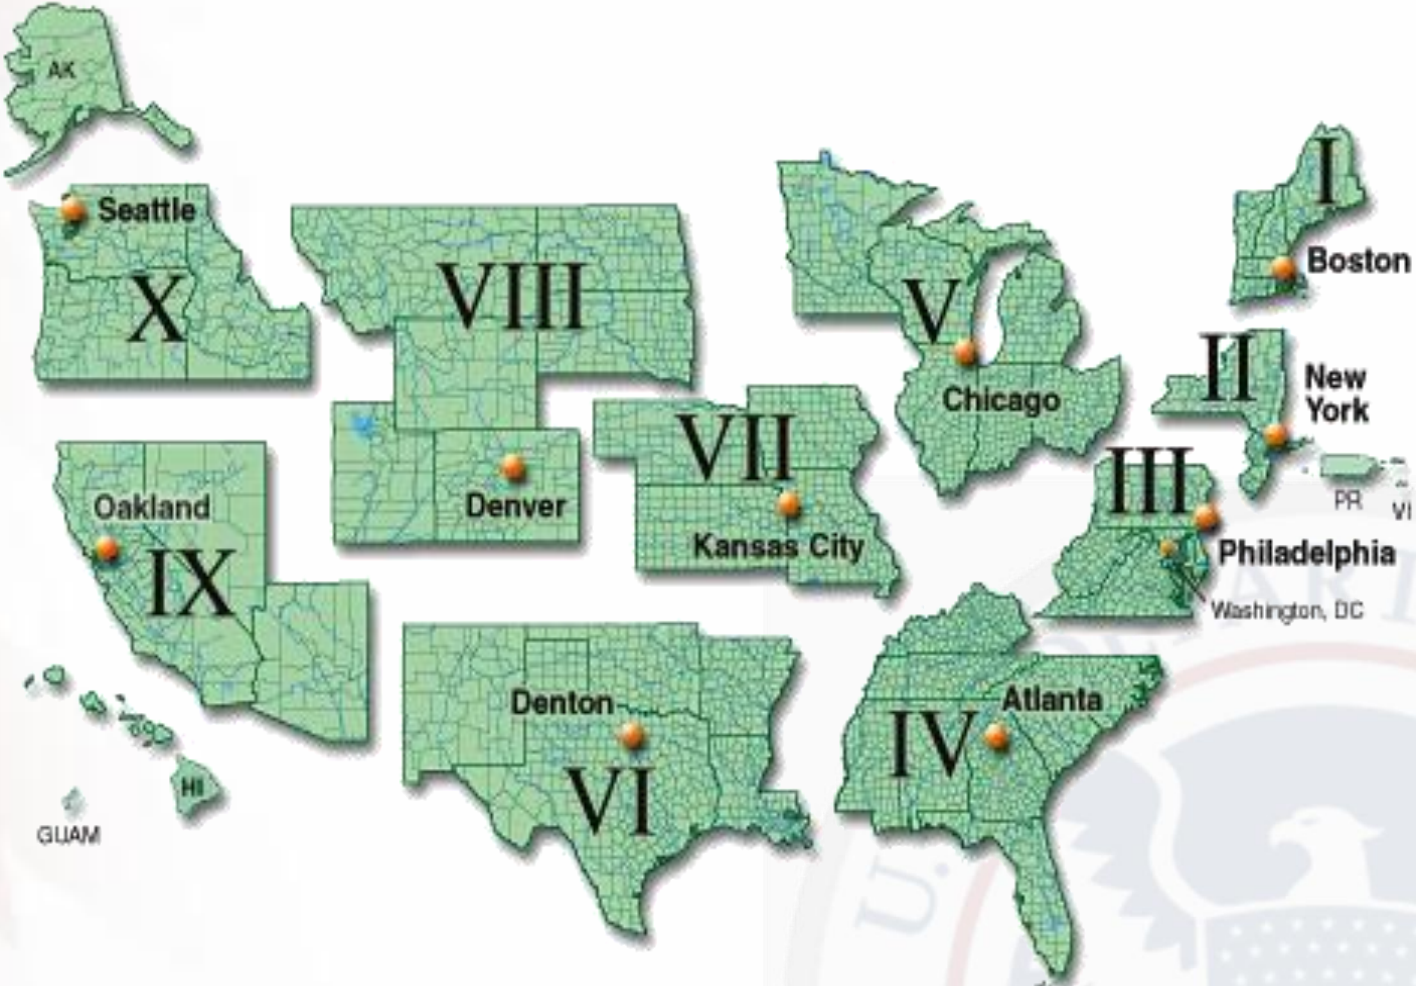 AK
I
Seattle
Boston
X
VIII
V
II
New
York
Chicago
VII
III
PR
VI
Oakland
Denver
Kansas City
Philadelphia
IX
Washington, DC
Denton
Atlanta
IV
VI
HI
GUAM
U.